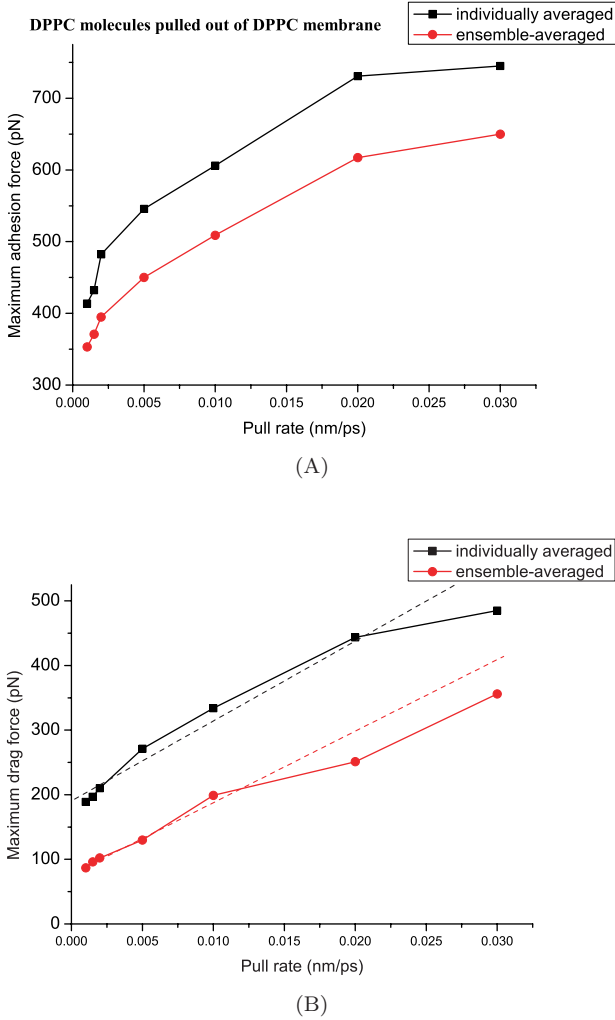 DPPC molecules pulled out of DPPC membrane
individually averaged
ensemble-averaged
Maximum adhesion force (pN)
700
600
500
400
300
0.000 0.005 0.010 0.015 0.020 0.025 0.030
Pull rate (nm/ps)
(A)
individually averaged
ensemble-averaged
Maximum drag force (pN)
500
400
300
200
100
0
0.000 0.005 0.010 0.015 0.020 0.025 0.030
Pull rate (nm/ps)
(B)